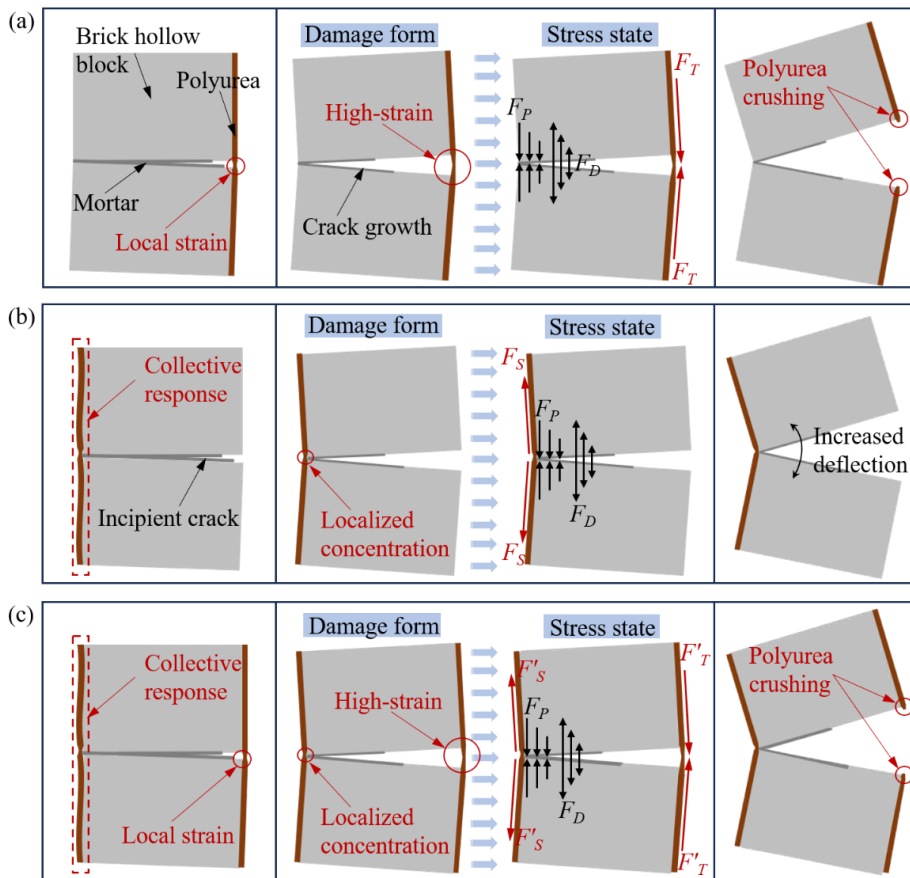 (a)
Brick hollow
block
Polyurea
Mortar
Local strain
Damage form
High-strain
Crack growth
Stress state
F_P
F_D
F_T
F_T
Polyurea
crushing
(b)
Collective
response
Incipient crack
Damage form
Localized
concentration
Stress state
F_S
F_P
F_D
F_S
Increased
deflection
(c)
Collective
response
Local strain
Damage form
High-strain
Localized
concentration
Stress state
F'_S
F_P
F_D
F'_S
F'_T
F'_T
Polyurea
crushing